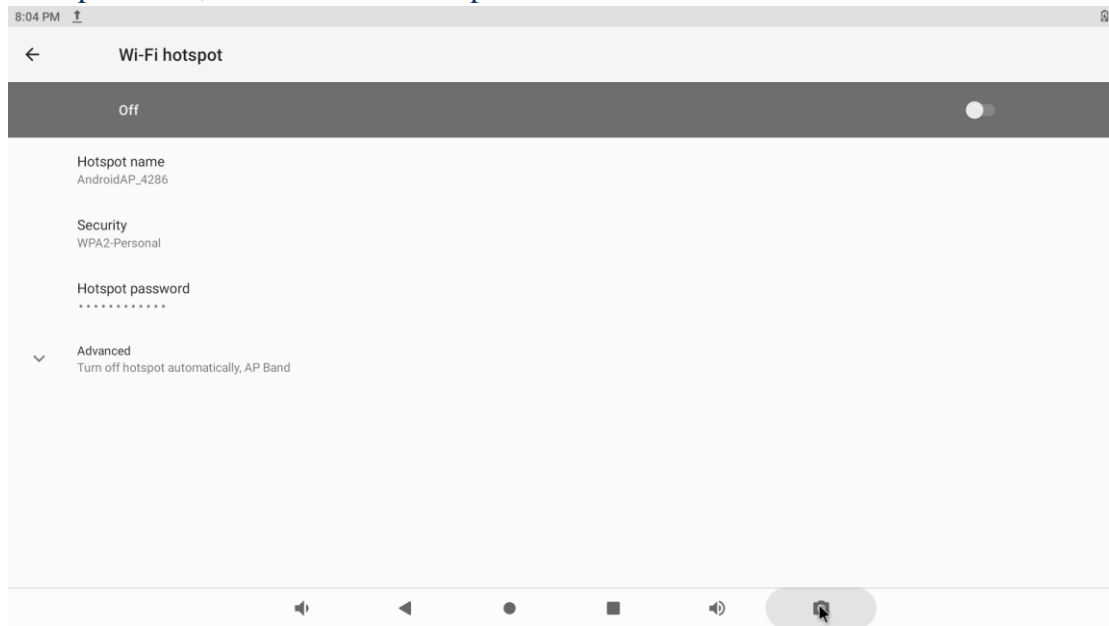 8:04 PM
Wi-Fi hotspot
Off
Hotspot name
AndroidAP_4286
Security
WPA2-Personal
Hotspot password
••••••••••••
Advanced
Turn off hotspot automatically, AP Band